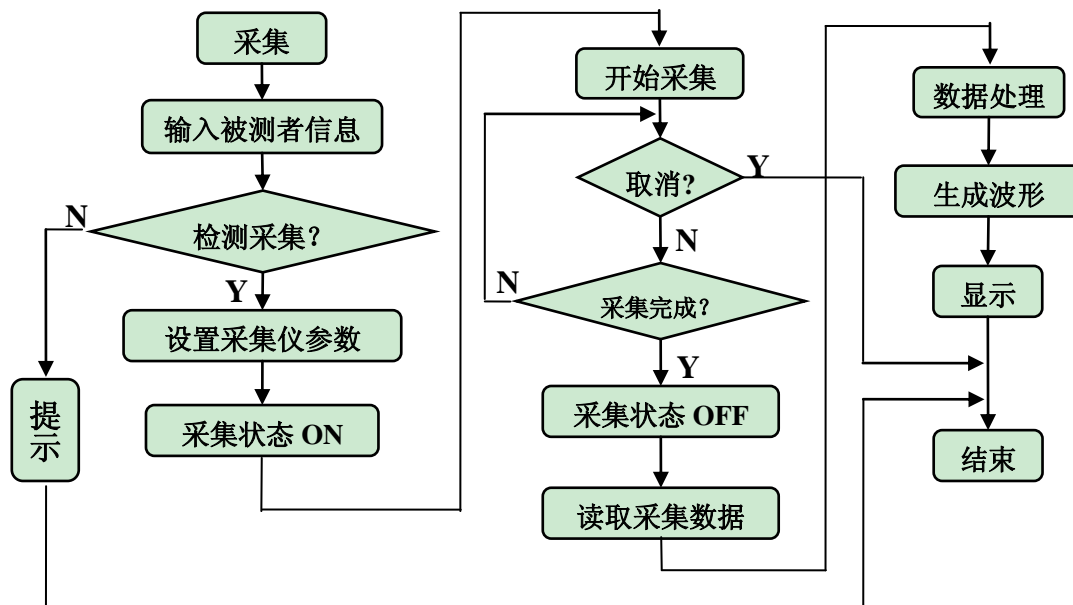 采集
输入被测者信息
N
检测采集？
Y
设置采集仪参数
采集状态 ON
提
示
开始采集
取消?
Y
N
N
采集完成?
Y
采集状态 OFF
读取采集数据
数据处理
生成波形
显示
结束